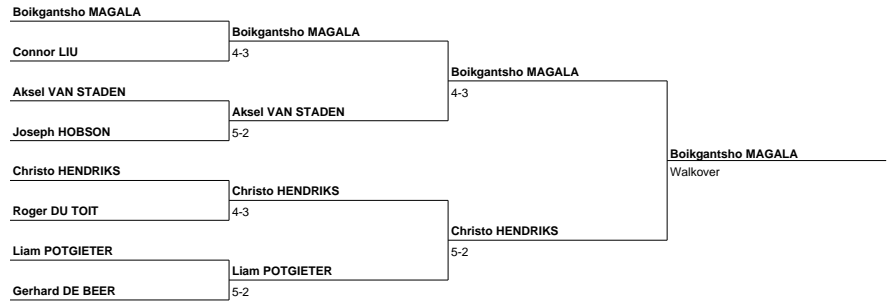 Boikgantsho MAGALA
Boikgantsho MAGALA
Connor LIU
4-3
Boikgantsho MAGALA
Aksel VAN STADEN
4-3
Aksel VAN STADEN
Joseph HOBSON
5-2
Boikgantsho MAGALA
Christo HENDRIKS
Walkover
Christo HENDRIKS
Roger DU TOIT
4-3
Christo HENDRIKS
Liam POTGIETER
5-2
Liam POTGIETER
Gerhard DE BEER
5-2